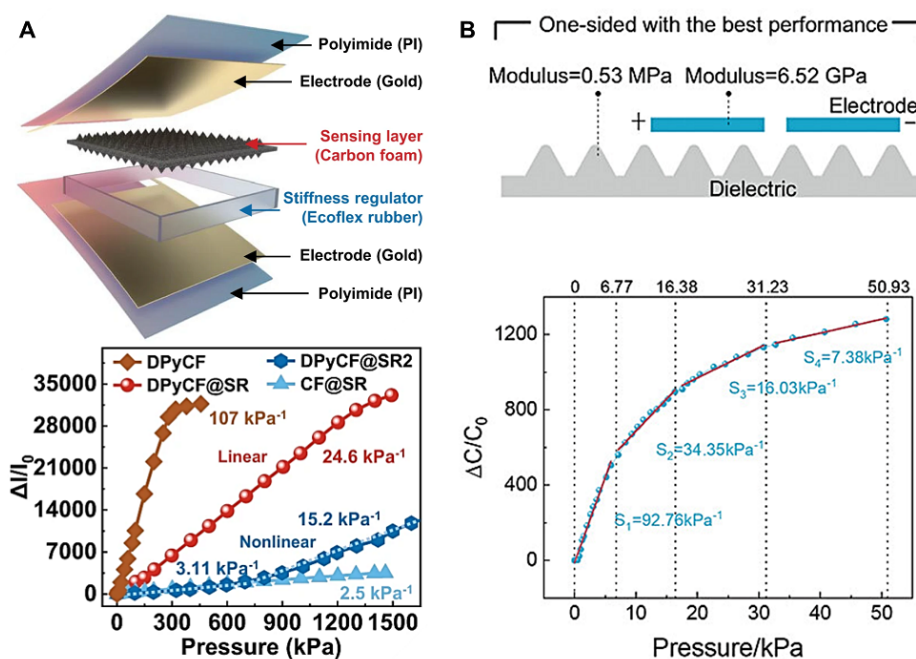 A
Polyimide (PI)
Electrode (Gold)
Sensing layer
(Carbon foam)
Stiffness regulator
(Ecoflex rubber)
Electrode (Gold)
Polyimide (PI)
DPyCF
DPyCF@SR2
DPyCF@SR
CF@SR
35000
28000
21000
14000
7000
0
ΔI/I₀
107 kPa⁻¹
Linear
24.6 kPa⁻¹
15.2 kPa⁻¹
Nonlinear
3.11 kPa⁻¹
2.5 kPa⁻¹
0 300 600 900 1200 1500
Pressure (kPa)
B
One-sided with the best performance
Modulus=0.53 MPa
Modulus=6.52 GPa
Electrode
+
−
Dielectric
0 6.77 16.38 31.23 50.93
1200
800
400
0
ΔC/C₀
S₄=7.38kPa⁻¹
S₃=16.03kPa⁻¹
S₂=34.35kPa⁻¹
S₁=92.76kPa⁻¹
0 10 20 30 40 50
Pressure/kPa